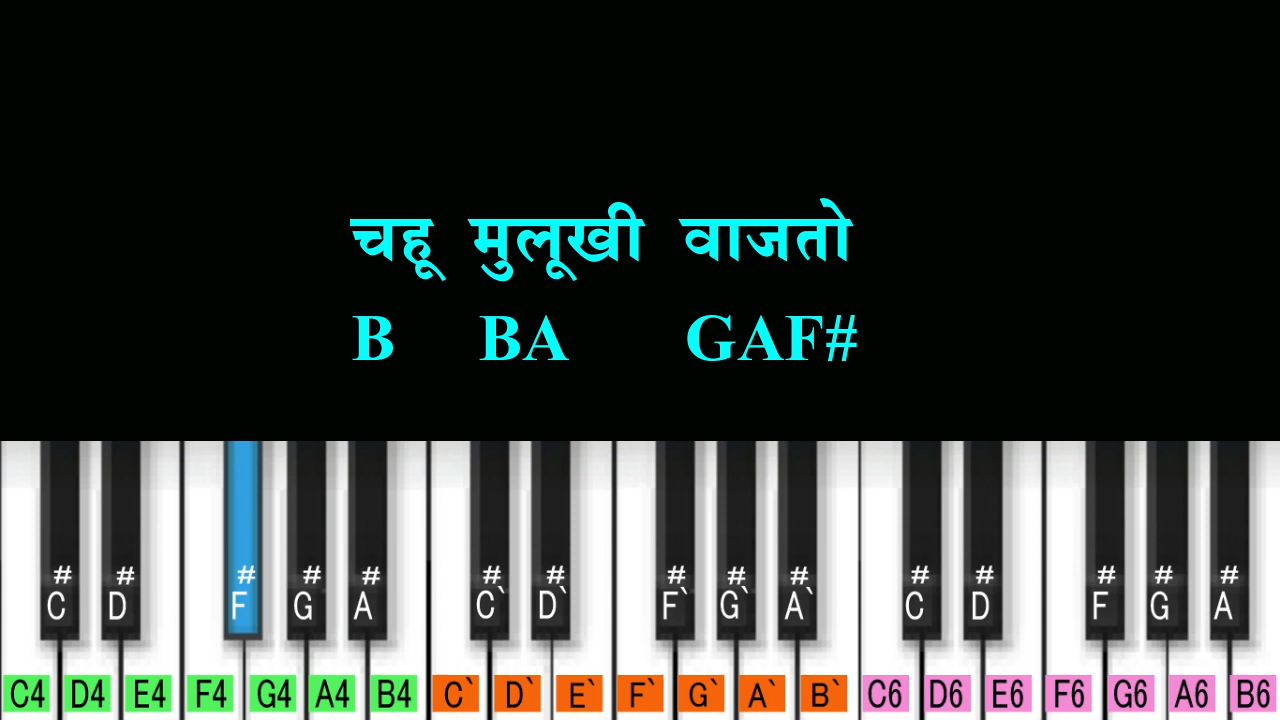 चहू मुलूखी वाजतो
B BA GAF#
# # # # # # # # # # # # # # #
C D F G A C` D` F` G` A` C D F G A
C4 D4 E4 F4 G4 A4 B4 C` D` E` F` G` A` B` C6 D6 E6 F6 G6 A6 B6